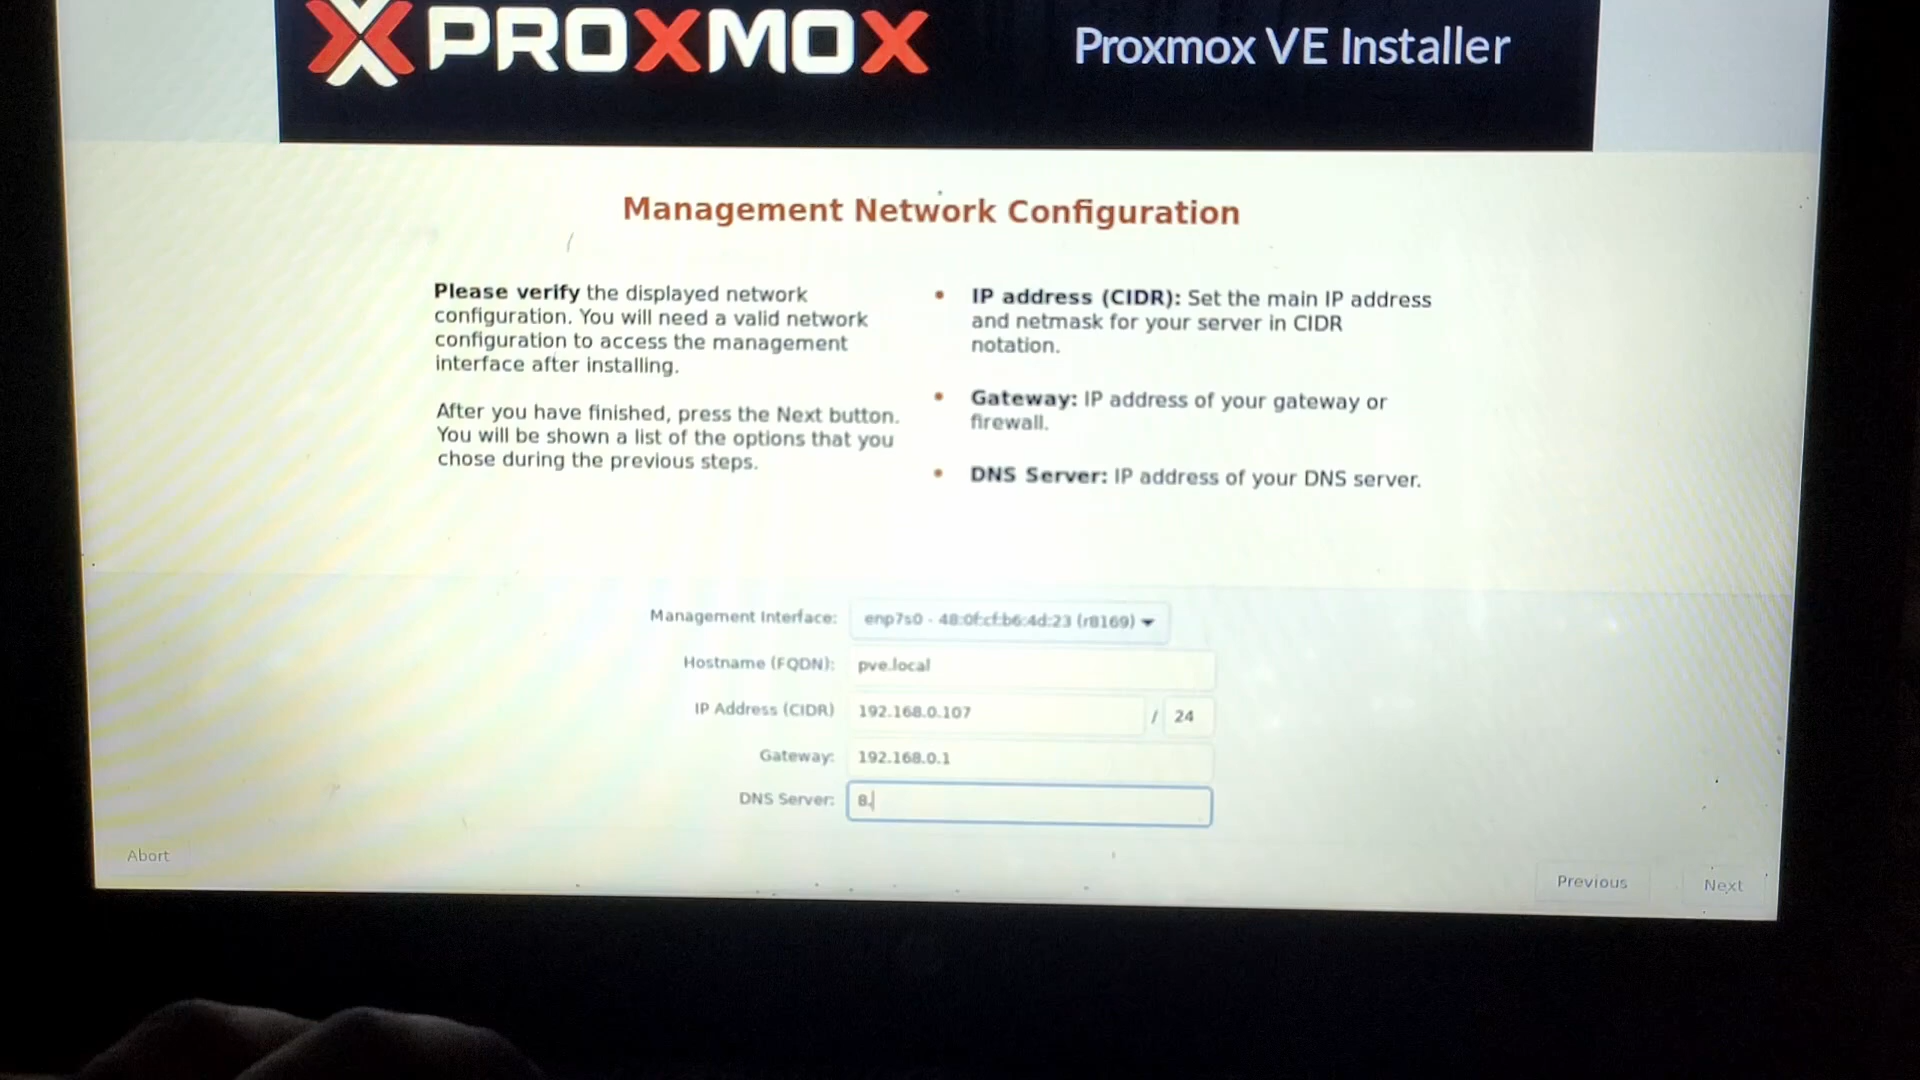 PROXMOX
Proxmox VE Installer
Management Network Configuration
Please verify the displayed network
configuration. You will need a valid network
configuration to access the management
interface after installing.
After you have finished, press the Next button.
You will be shown a list of the options that you
chose during the previous steps.
• IP address (CIDR): Set the main IP address
and netmask for your server in CIDR
notation.
• Gateway: IP address of your gateway or
firewall.
• DNS Server: IP address of your DNS server.
Management Interface: enp7s0 - 48:0f:cf:b6:4d:23 (r8169)
Hostname (FQDN): pve.local
IP Address (CIDR) 192.168.0.107 / 24
Gateway: 192.168.0.1
DNS Server: 8.
Abort
Previous
Next